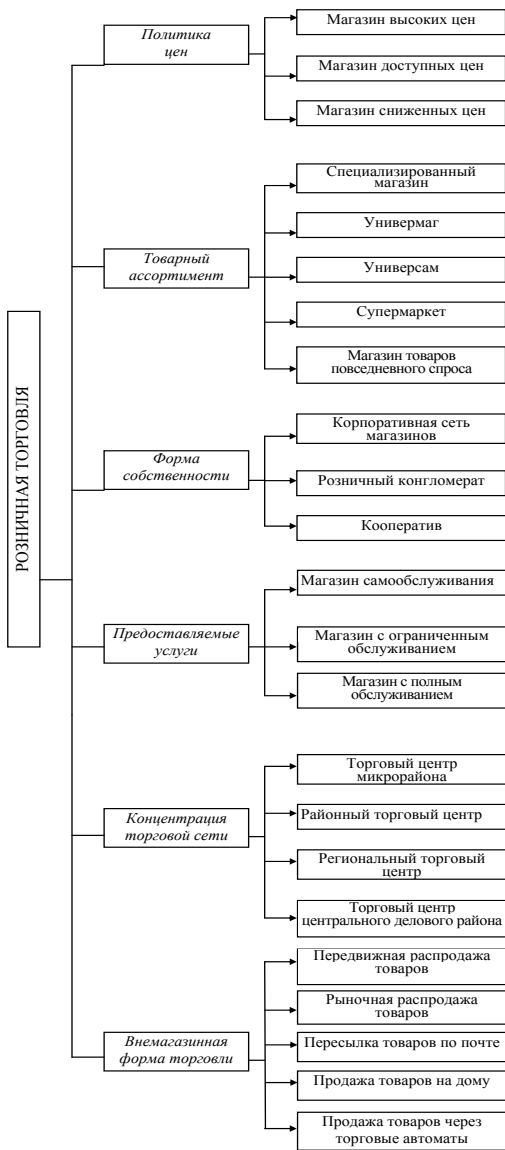 РОЗНИЧНАЯ ТОРГОВЛЯ
Политика
цен
Магазин высоких цен
Магазин доступных цен
Магазин сниженных цен
Товарный
ассортимент
Специализированный
магазин
Универмаг
Универсам
Супермаркет
Магазин товаров
повседневного спроса
Форма
собственности
Корпоративная сеть
магазинов
Розничный конгломерат
Кооператив
Предоставляемые
услуги
Магазин самообслуживания
Магазин с ограниченным
обслуживанием
Магазин с полным
обслуживанием
Концентрация
торговой сети
Торговый центр
микрорайона
Районный торговый центр
Региональный торговый
центр
Торговый центр
центрального делового района
Внемагазинная
форма торговли
Передвижная распродажа
товаров
Рыночная распродажа
товаров
Пересылка товаров по почте
Продажа товаров на дому
Продажа товаров через
торговые автоматы